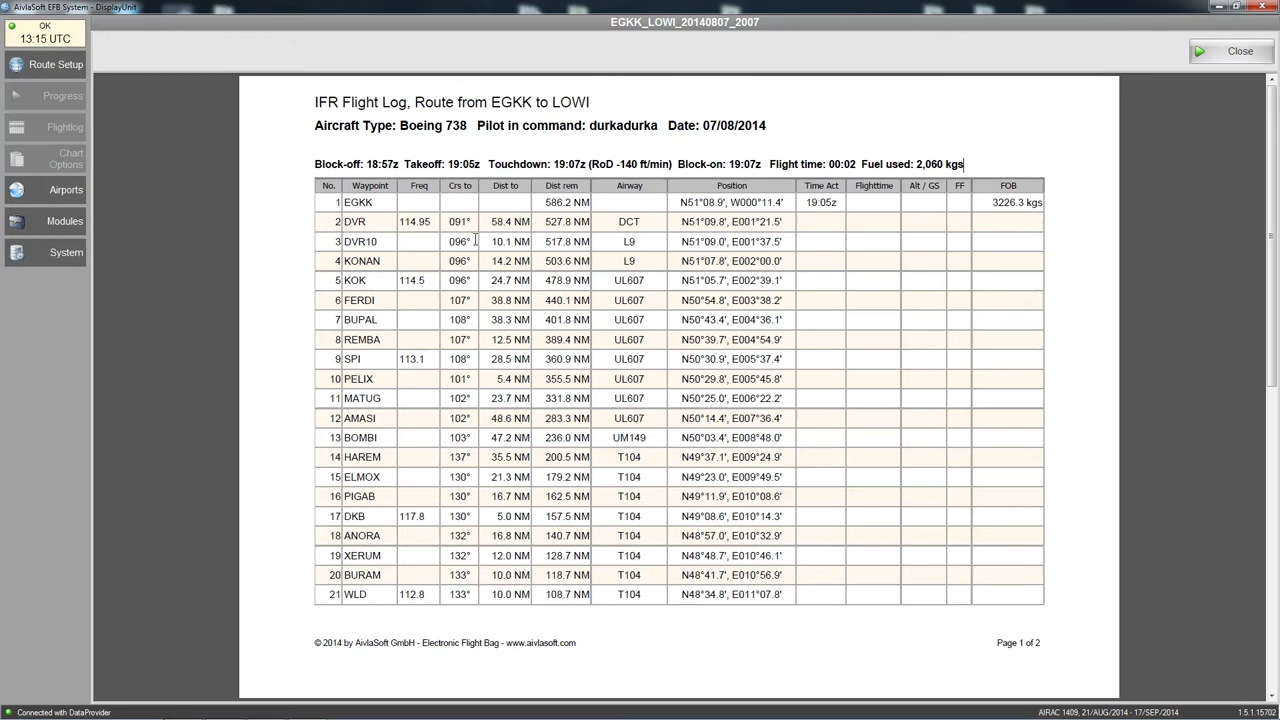 AivlaSoft EFB System - DisplayUnit
OK
13:15 UTC
EGKK_LOWI_20140807_2007
Close
Route Setup
Progress
Flightlog
Chart
Options
Airports
Modules
System
IFR Flight Log, Route from EGKK to LOWI
Aircraft Type: Boeing 738 Pilot in command: durkadurka Date: 07/08/2014
Block-off: 18:57z Takeoff: 19:05z Touchdown: 19:07z (RoD -140 ft/min) Block-on: 19:07z Flight time: 00:02 Fuel used: 2,060 kgs
No. Waypoint Freq Crs to Dist to Dist rem Airway Position Time Act Flighttime Alt / GS FF FOB
1 EGKK 586.2 NM N51°08.9', W000°11.4' 19:05z 3226.3 kgs
2 DVR 114.95 091° 58.4 NM 527.8 NM DCT N51°09.8', E001°21.5'
3 DVR10 096° 10.1 NM 517.8 NM L9 N51°09.0', E001°37.5'
4 KONAN 096° 14.2 NM 503.6 NM L9 N51°07.8', E002°00.0'
5 KOK 114.5 096° 24.7 NM 478.9 NM UL607 N51°05.7', E002°39.1'
6 FERDI 107° 38.8 NM 440.1 NM UL607 N50°54.8', E003°38.2'
7 BUPAL 108° 38.3 NM 401.8 NM UL607 N50°43.4', E004°36.1'
8 REMBA 107° 12.5 NM 389.4 NM UL607 N50°39.7', E004°54.9'
9 SPI 113.1 108° 28.5 NM 360.9 NM UL607 N50°30.9', E005°37.4'
10 PELIX 101° 5.4 NM 355.5 NM UL607 N50°29.8', E005°45.8'
11 MATUG 102° 23.7 NM 331.8 NM UL607 N50°25.0', E006°22.2'
12 AMASI 102° 48.6 NM 283.3 NM UL607 N50°14.4', E007°36.4'
13 BOMBI 103° 47.2 NM 236.0 NM UM149 N50°03.4', E008°48.0'
14 HAREM 137° 35.5 NM 200.5 NM T104 N49°37.1', E009°24.9'
15 ELMOX 130° 21.3 NM 179.2 NM T104 N49°23.0', E009°49.5'
16 PIGAB 130° 16.7 NM 162.5 NM T104 N49°11.9', E010°08.6'
17 DKB 117.8 130° 5.0 NM 157.5 NM T104 N49°08.6', E010°14.3'
18 ANORA 132° 16.8 NM 140.7 NM T104 N48°57.0', E010°32.9'
19 XERUM 132° 12.0 NM 128.7 NM T104 N48°48.7', E010°46.1'
20 BURAM 133° 10.0 NM 118.7 NM T104 N48°41.7', E010°56.9'
21 WLD 112.8 133° 10.0 NM 108.7 NM T104 N48°34.8', E011°07.8'
© 2014 by AivlaSoft GmbH - Electronic Flight Bag - www.aivlasoft.com
Page 1 of 2
Connected with DataProvider
AIRAC 1409, 21/AUG/2014 - 17/SEP/2014
1.5.1.15702